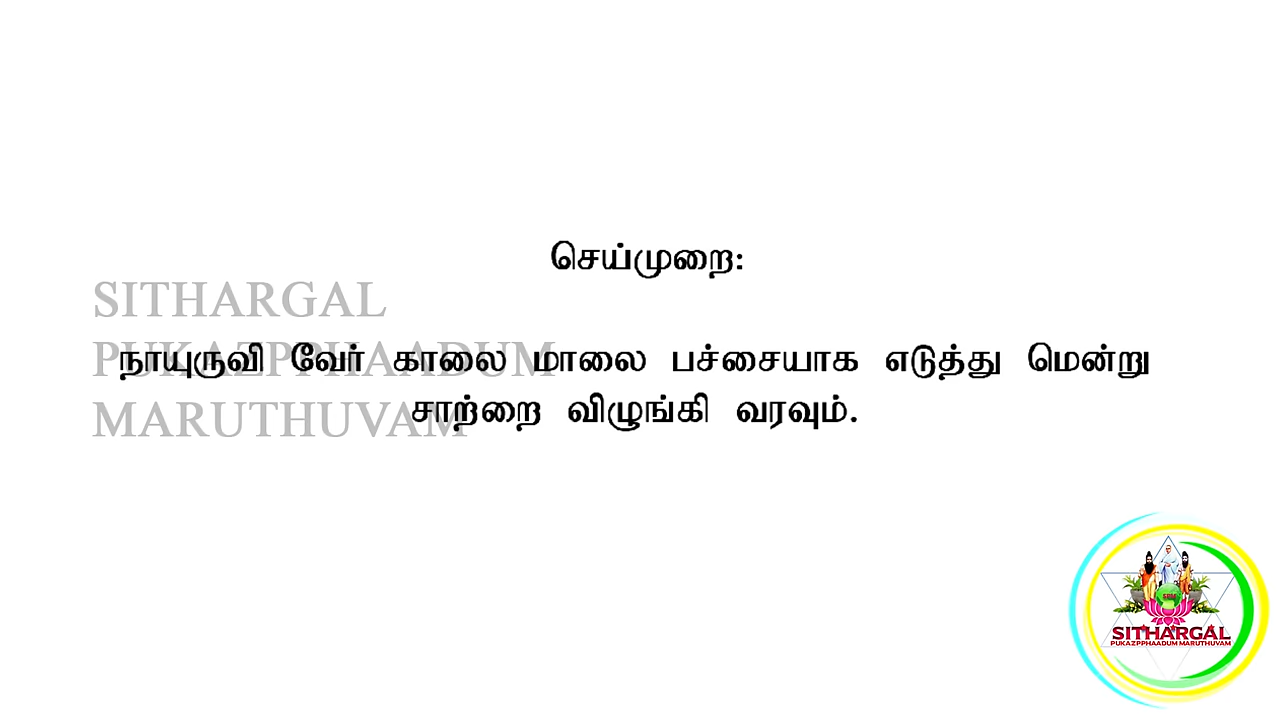 செய்முறை:
SITHARGAL
PUKAZPPHAADUM
MARUTHUVAM
நாயுருவி வேர் காலை மாலை பச்சையாக எடுத்து மென்று
சாற்றை விழுங்கி வரவும்.
SITHARGAL
PUKAZPPHAADUM MARUTHUVAM